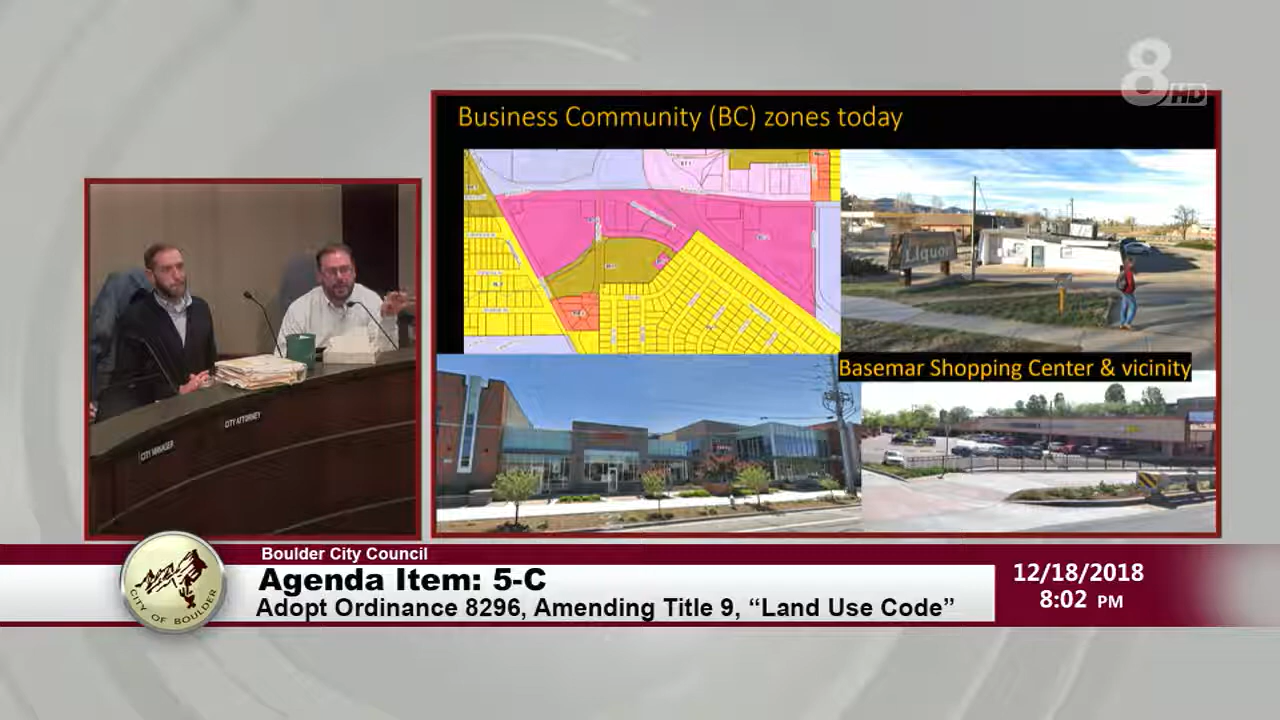 8 HD
Business Community (BC) zones today
Liquor
Basemar Shopping Center & vicinity
CITY MANAGER
CITY ATTORNEY
Boulder City Council
Agenda Item: 5-C
Adopt Ordinance 8296, Amending Title 9, “Land Use Code”
12/18/2018
8:02 PM
CITY OF BOULDER